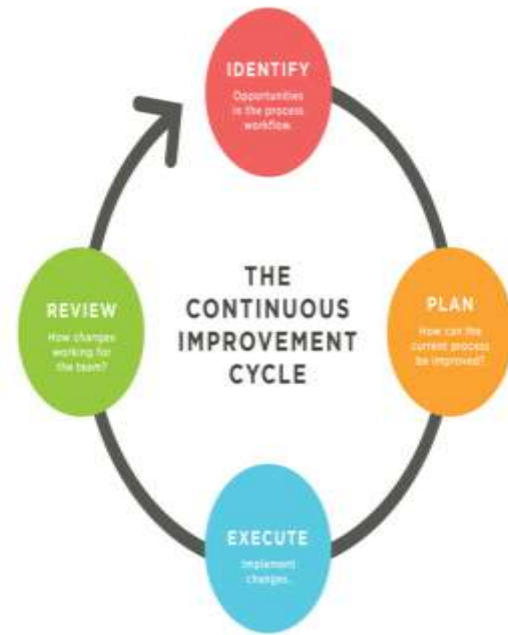 IDENTIFY
Opportunities
in the process
workflow.
THE
CONTINUOUS
IMPROVEMENT
CYCLE
PLAN
How can the
current process
be improved?
EXECUTE
Implement
changes.
REVIEW
How changes
working for
the team?